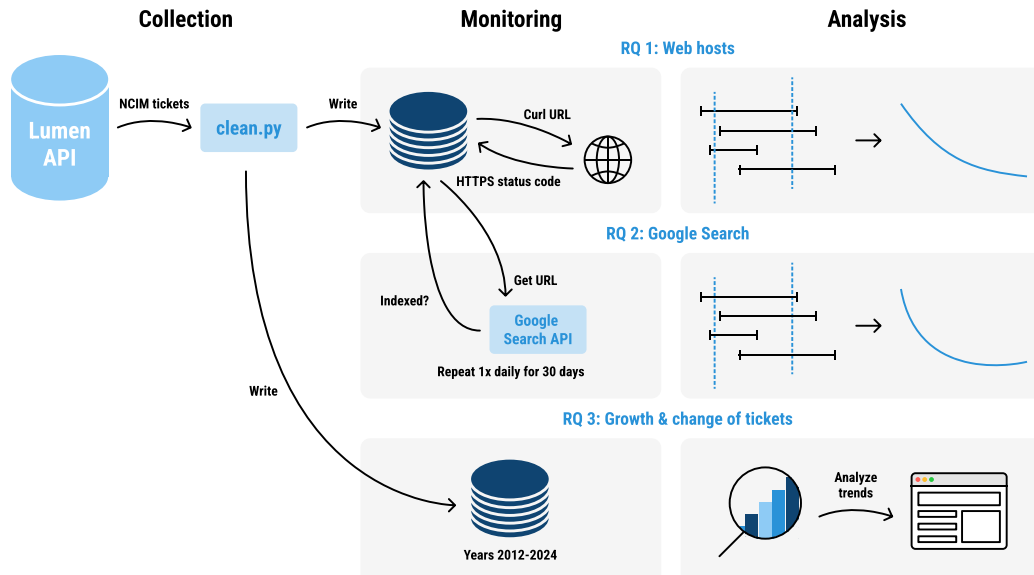 Collection
Monitoring
Analysis
RQ 1: Web hosts
Lumen
API
NCIM tickets
clean.py
Write
Curl URL
HTTPS status code
RQ 2: Google Search
Get URL
Indexed?
Google
Search API
Repeat 1x daily for 30 days
Write
RQ 3: Growth & change of tickets
Years 2012-2024
Analyze
trends